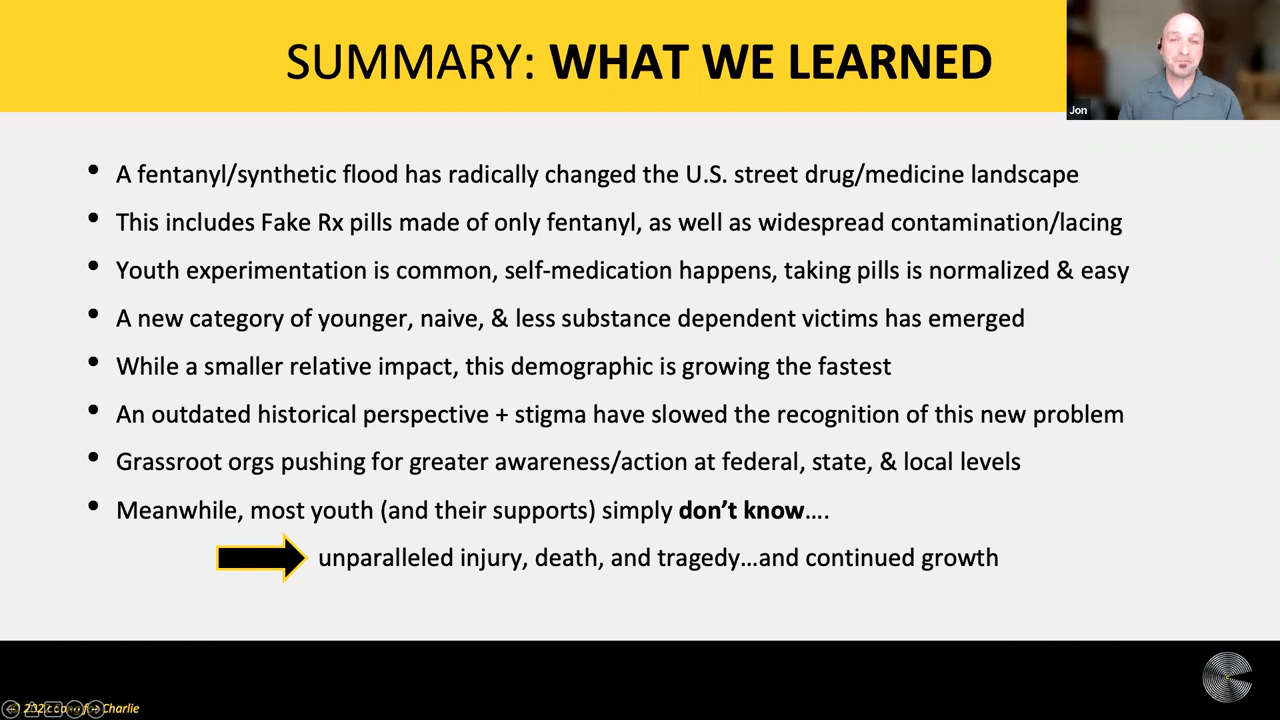 SUMMARY: WHAT WE LEARNED
Jon
• A fentanyl/synthetic flood has radically changed the U.S. street drug/medicine landscape
• This includes Fake Rx pills made of only fentanyl, as well as widespread contamination/lacing
• Youth experimentation is common, self-medication happens, taking pills is normalized & easy
• A new category of younger, naive, & less substance dependent victims has emerged
• While a smaller relative impact, this demographic is growing the fastest
• An outdated historical perspective + stigma have slowed the recognition of this new problem
• Grassroot orgs pushing for greater awareness/action at federal, state, & local levels
• Meanwhile, most youth (and their supports) simply don’t know….
unparalleled injury, death, and tragedy…and continued growth
Charlie